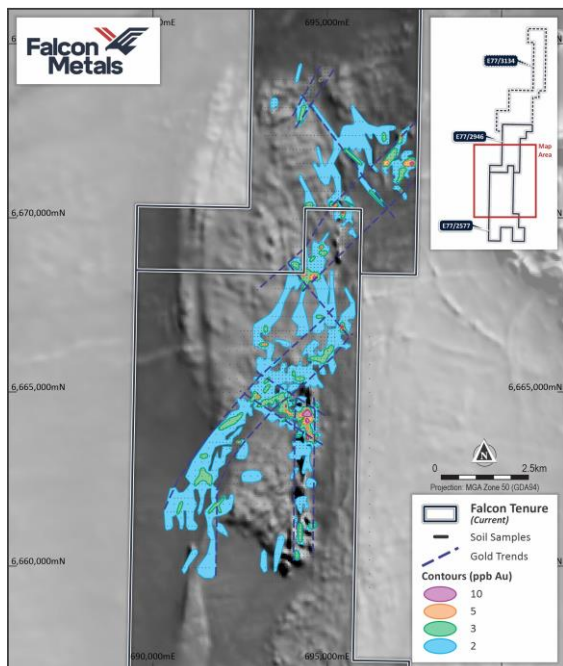 Falcon
Metals
695,000mE
E77/3134
E77/2946
Map
Area
E77/2577
6,670,000mN
6,665,000mN
6,665,000mN
N
0 2.5km
Projection: MGA Zone 50 (GDA94)
Falcon Tenure
(Current)
Soil Samples
Gold Trends
Contours (ppb Au)
10
5
3
2
6,660,000mN
690,000mE
695,000mE